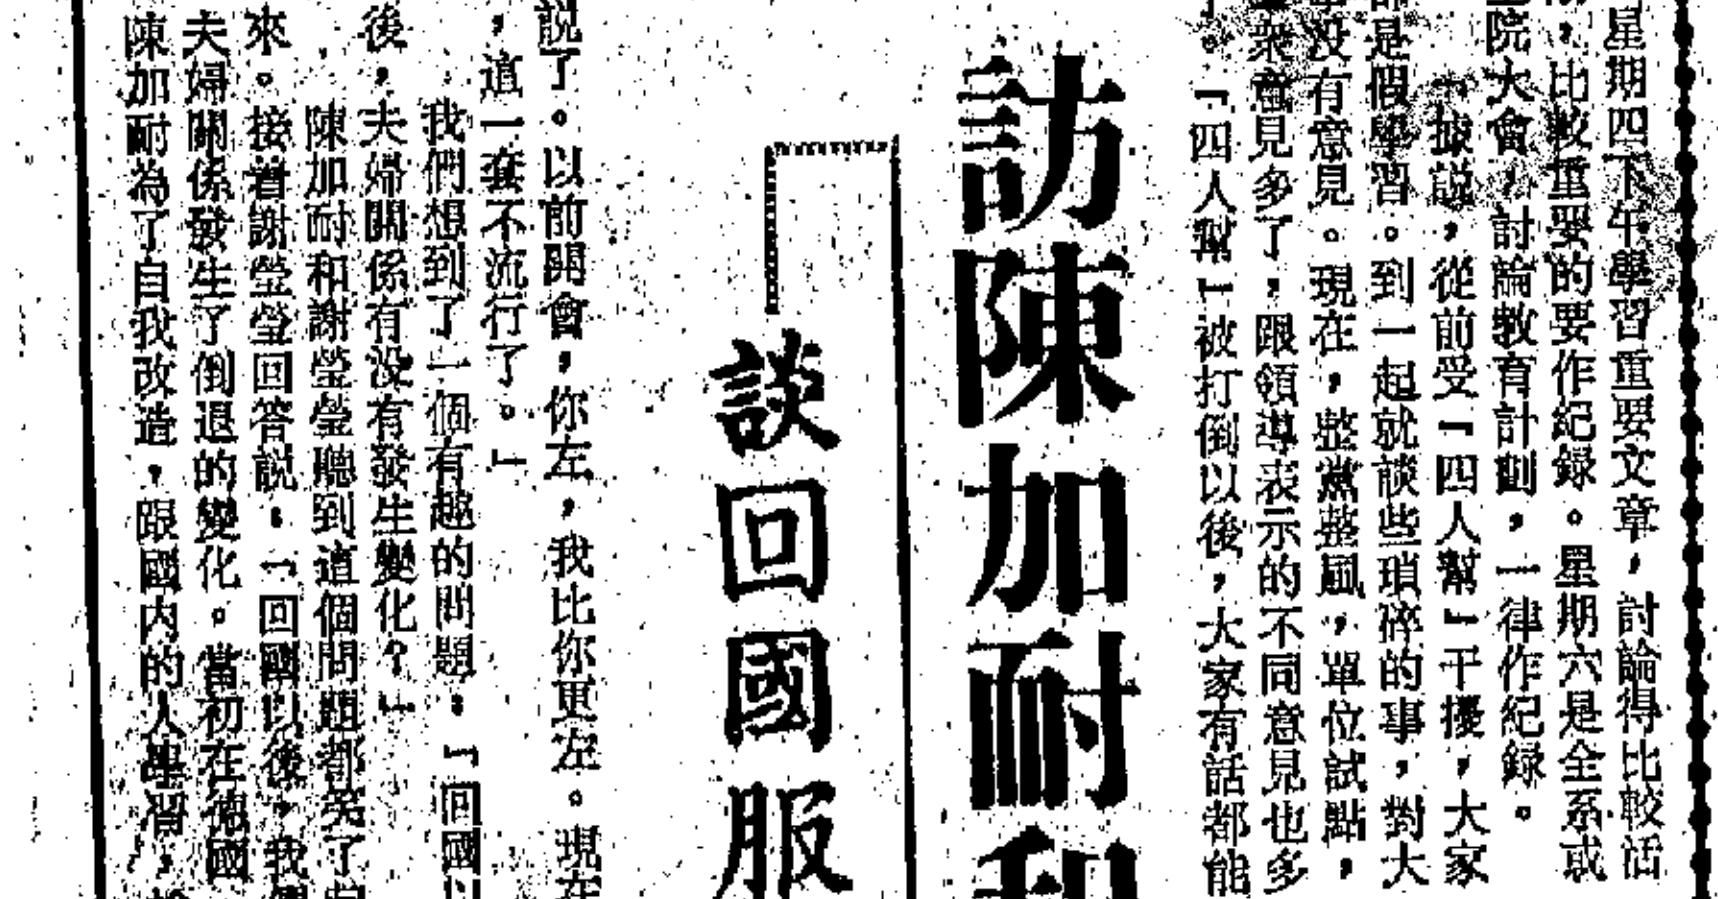 星期四下午學習重要文章，討論得比較活
，比較重要的要作紀録。星期六是全系或
院大會，討論教育計劃，一律作紀録。
「據説，從前受「四人幫」干擾，大家
都是假學習。到一起就談些瑣碎的事，對大
没有意見。現在，整黨整風，單位試點，
衆意見多了，跟領導表示的不同意見也多
了。「四人幫」被打倒以後，大家有話都能
訪陳加耐和
談回國服
説了。以前開會，你左，我比你更左。現在
，這一套不流行了。」
我們想到了一個有趣的問題：「回國以
後，夫婦關係有没有發生變化？」
陳加耐和謝瑩瑩聽到這個問題都笑了
來。接着謝瑩瑩回答説：「回國以後，我們
夫婦關係發生了倒退的變化。當初在德國
陳加耐為了自我改造，跟國内的人學習，